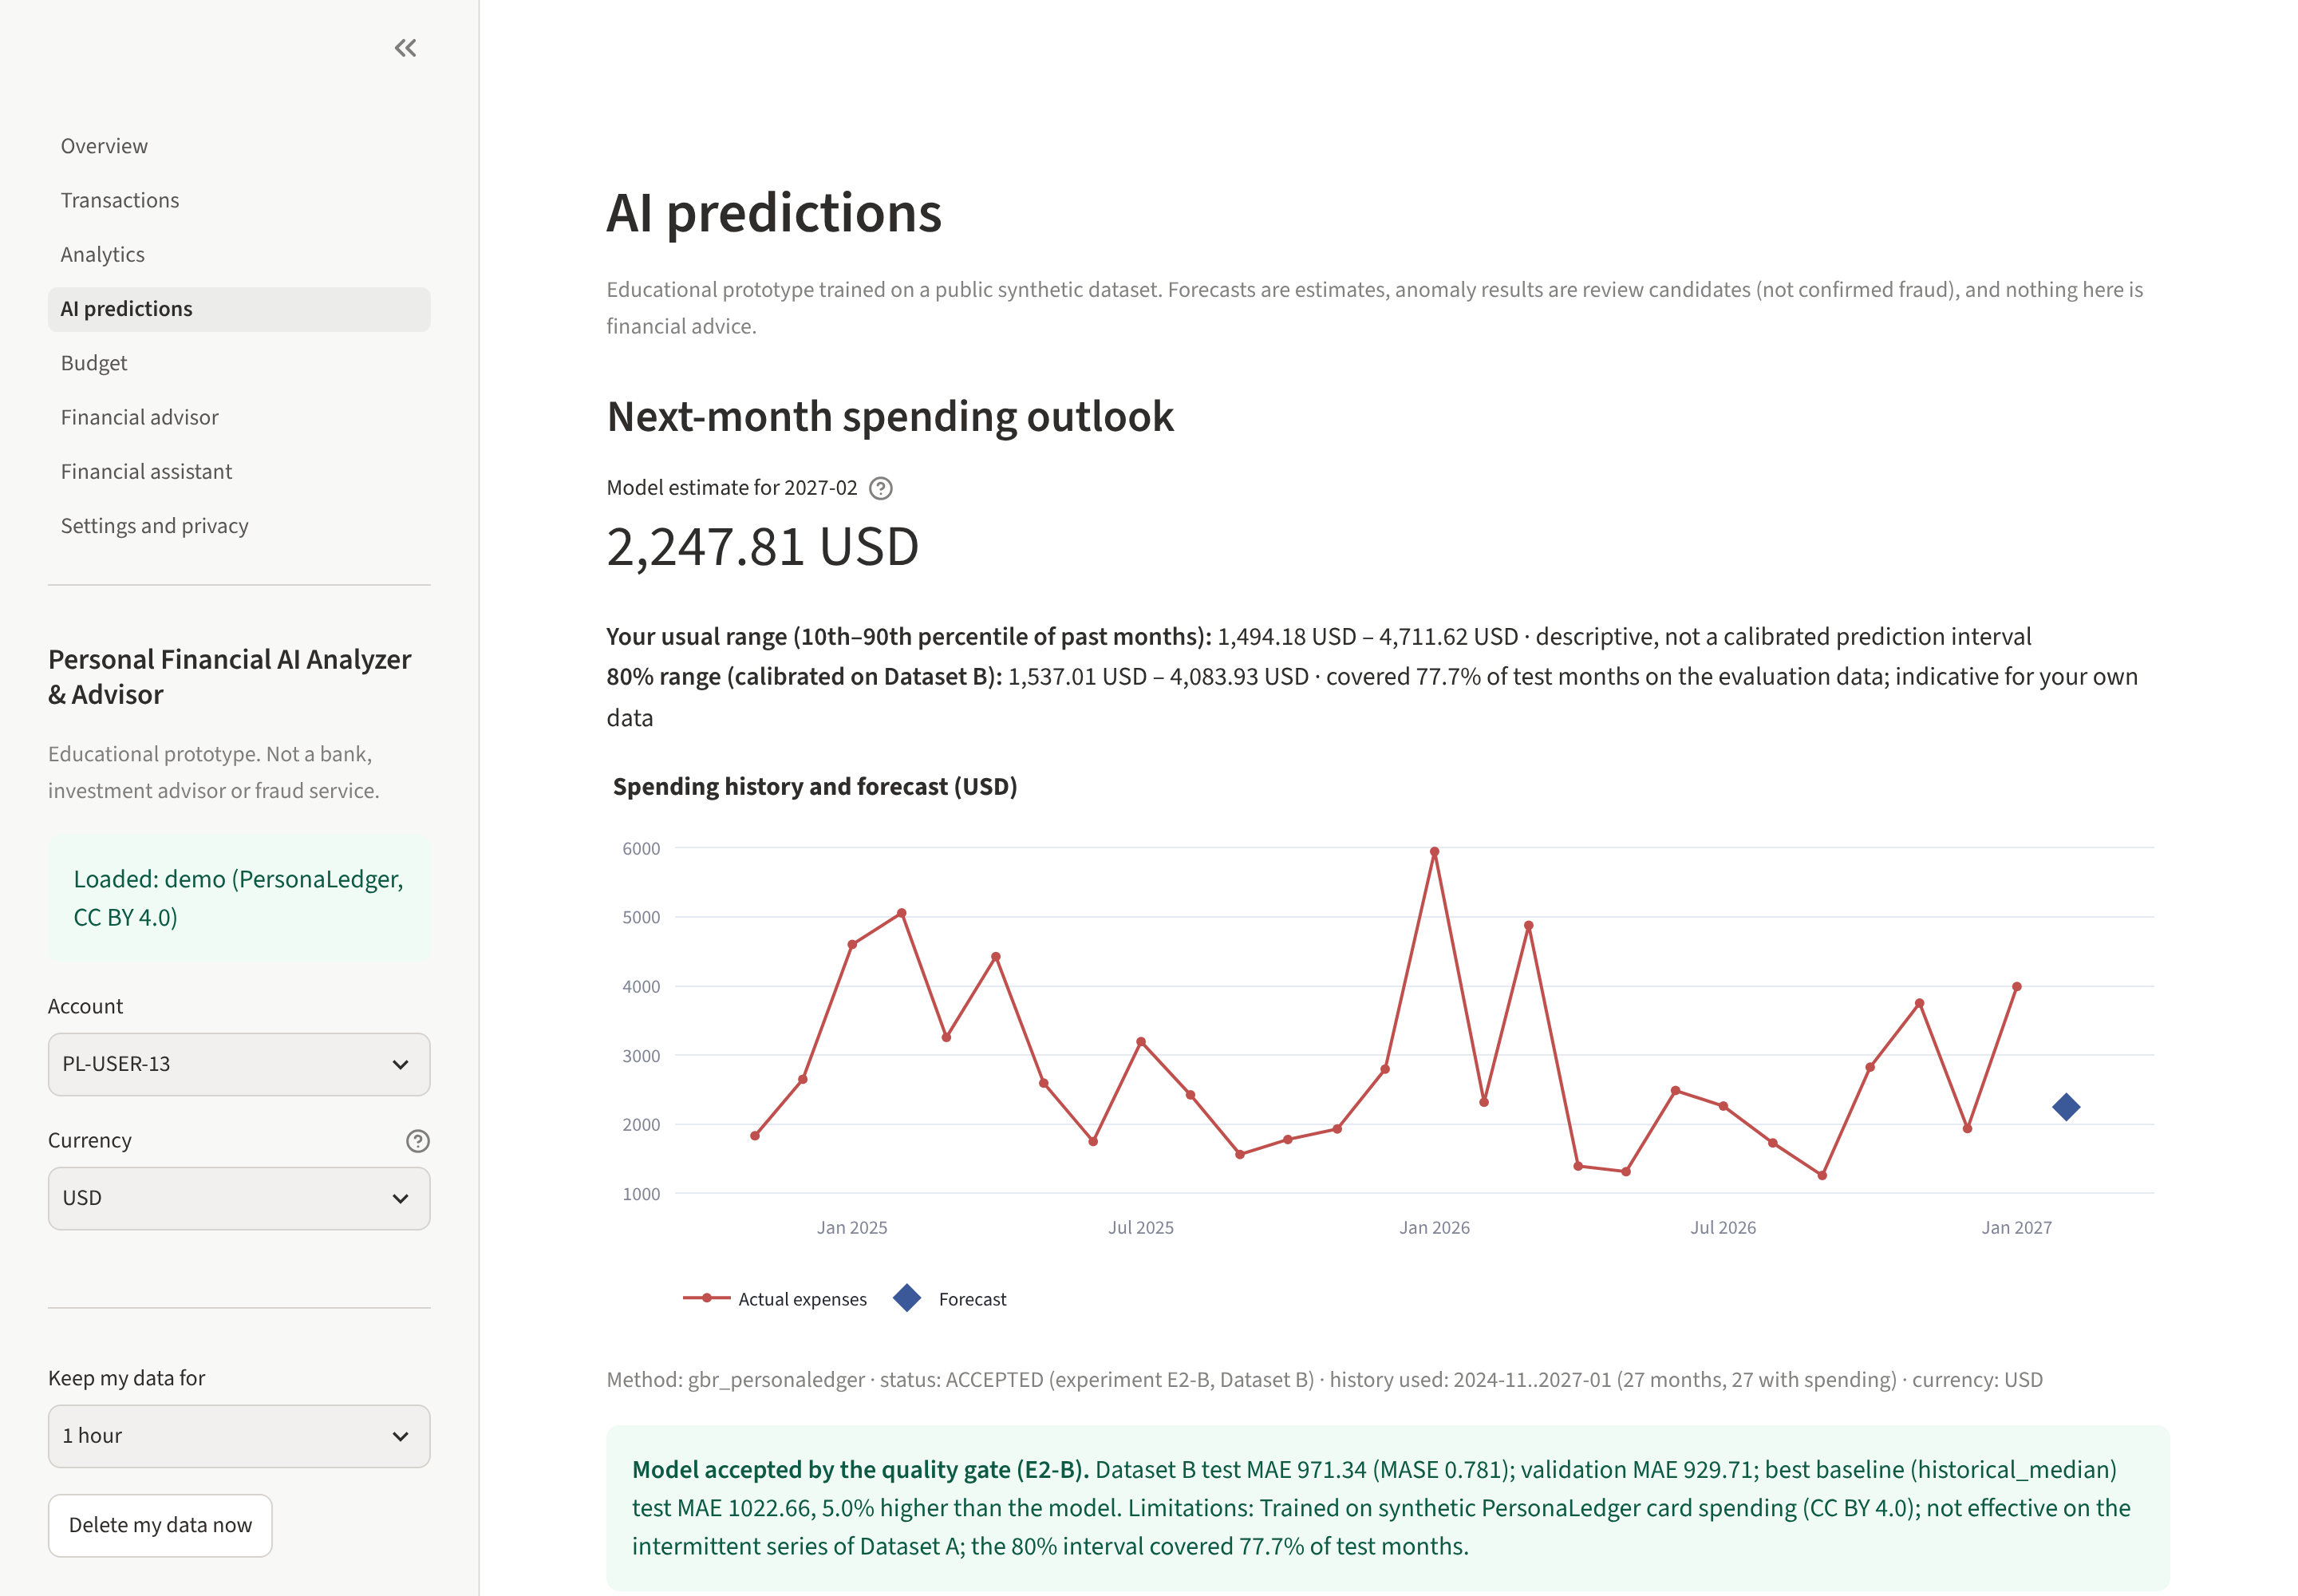 Overview
Transactions
Analytics
AI predictions
Budget
Financial advisor
Financial assistant
Settings and privacy
Personal Financial AI Analyzer
& Advisor
Educational prototype. Not a bank,
investment advisor or fraud service.
Loaded: demo (PersonaLedger,
CC BY 4.0)
Account
PL-USER-13
Currency
USD
Keep my data for
1 hour
Delete my data now
AI predictions
Educational prototype trained on a public synthetic dataset. Forecasts are estimates, anomaly results are review candidates (not confirmed fraud), and nothing here is
financial advice.
Next-month spending outlook
Model estimate for 2027-02
2,247.81 USD
Your usual range (10th–90th percentile of past months): 1,494.18 USD – 4,711.62 USD · descriptive, not a calibrated prediction interval
80% range (calibrated on Dataset B): 1,537.01 USD – 4,083.93 USD · covered 77.7% of test months on the evaluation data; indicative for your own
data
Spending history and forecast (USD)
6000
5000
4000
3000
2000
1000
Jan 2025 Jul 2025 Jan 2026 Jul 2026 Jan 2027
Actual expenses Forecast
Method: gbr_personaledger · status: ACCEPTED (experiment E2-B, Dataset B) · history used: 2024-11..2027-01 (27 months, 27 with spending) · currency: USD
Model accepted by the quality gate (E2-B). Dataset B test MAE 971.34 (MASE 0.781); validation MAE 929.71; best baseline (historical_median)
test MAE 1022.66, 5.0% higher than the model. Limitations: Trained on synthetic PersonaLedger card spending (CC BY 4.0); not effective on the
intermittent series of Dataset A; the 80% interval covered 77.7% of test months.